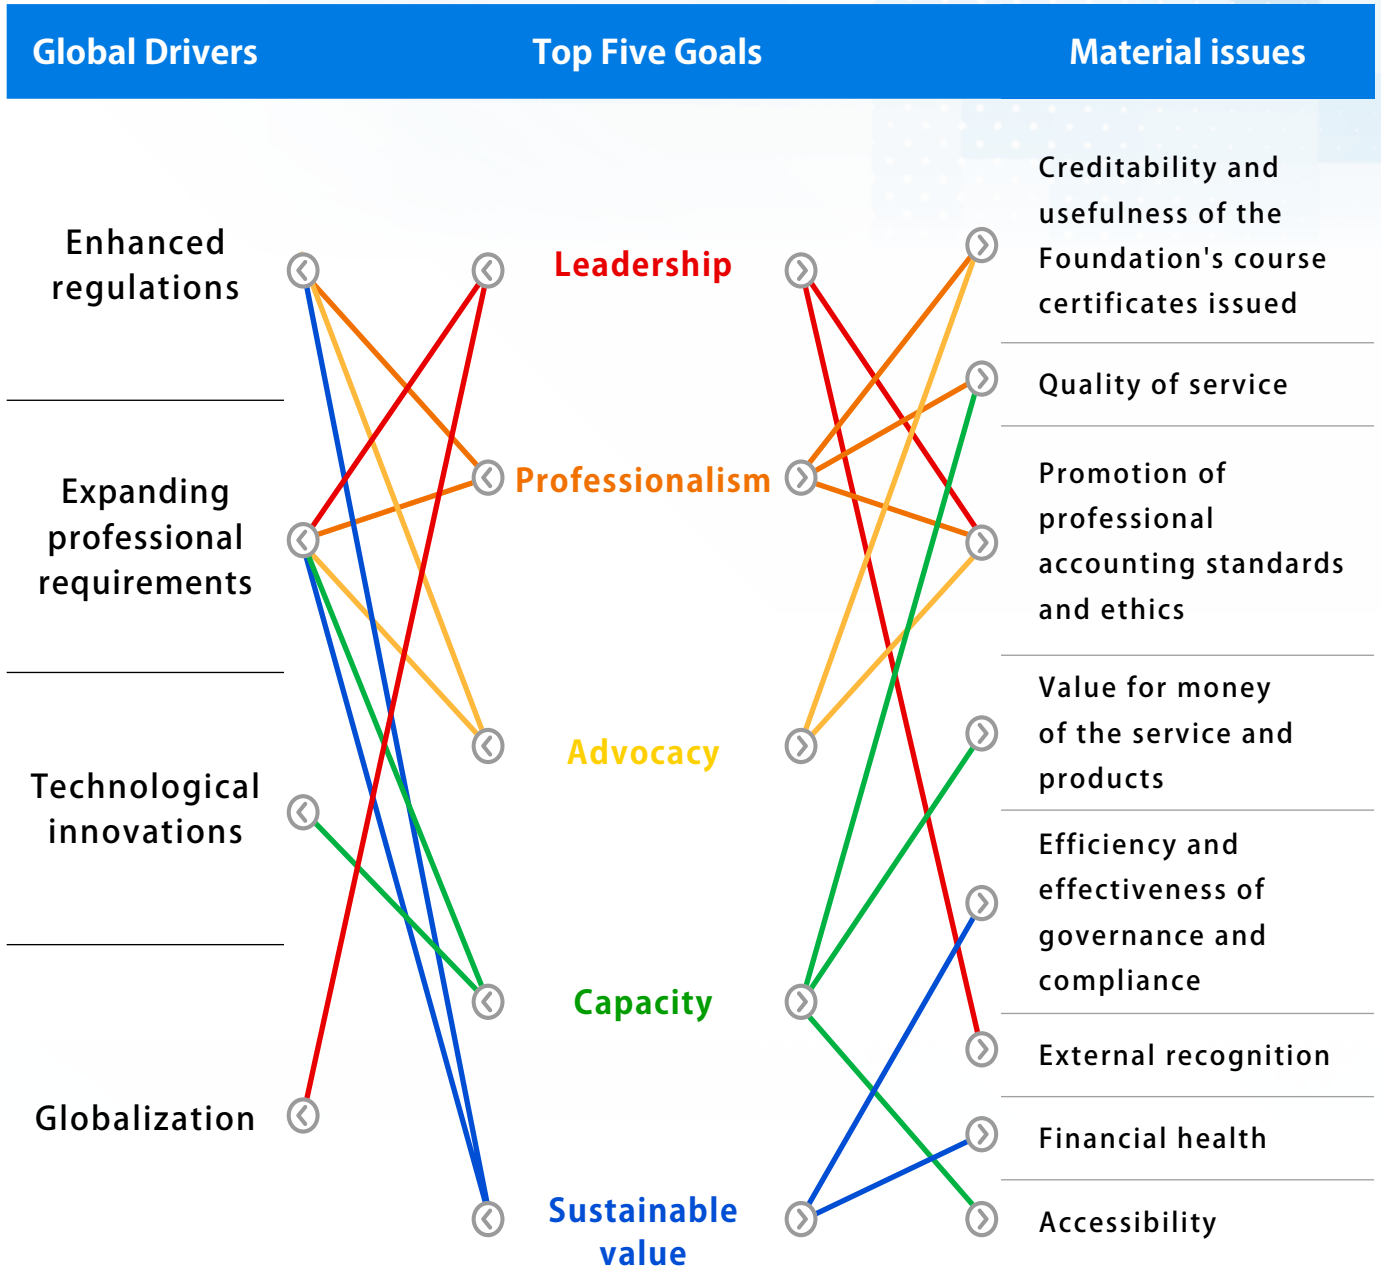 Global Drivers
Top Five Goals
Material issues
Enhanced
regulations
Expanding
professional
requirements
Technological
innovations
Globalization
Leadership
Professionalism
Advocacy
Capacity
Sustainable
value
Creditability and
usefulness of the
Foundation's course
certificates issued
Quality of service
Promotion of
professional
accounting standards
and ethics
Value for money
of the service and
products
Efficiency and
effectiveness of
governance and
compliance
External recognition
Financial health
Accessibility